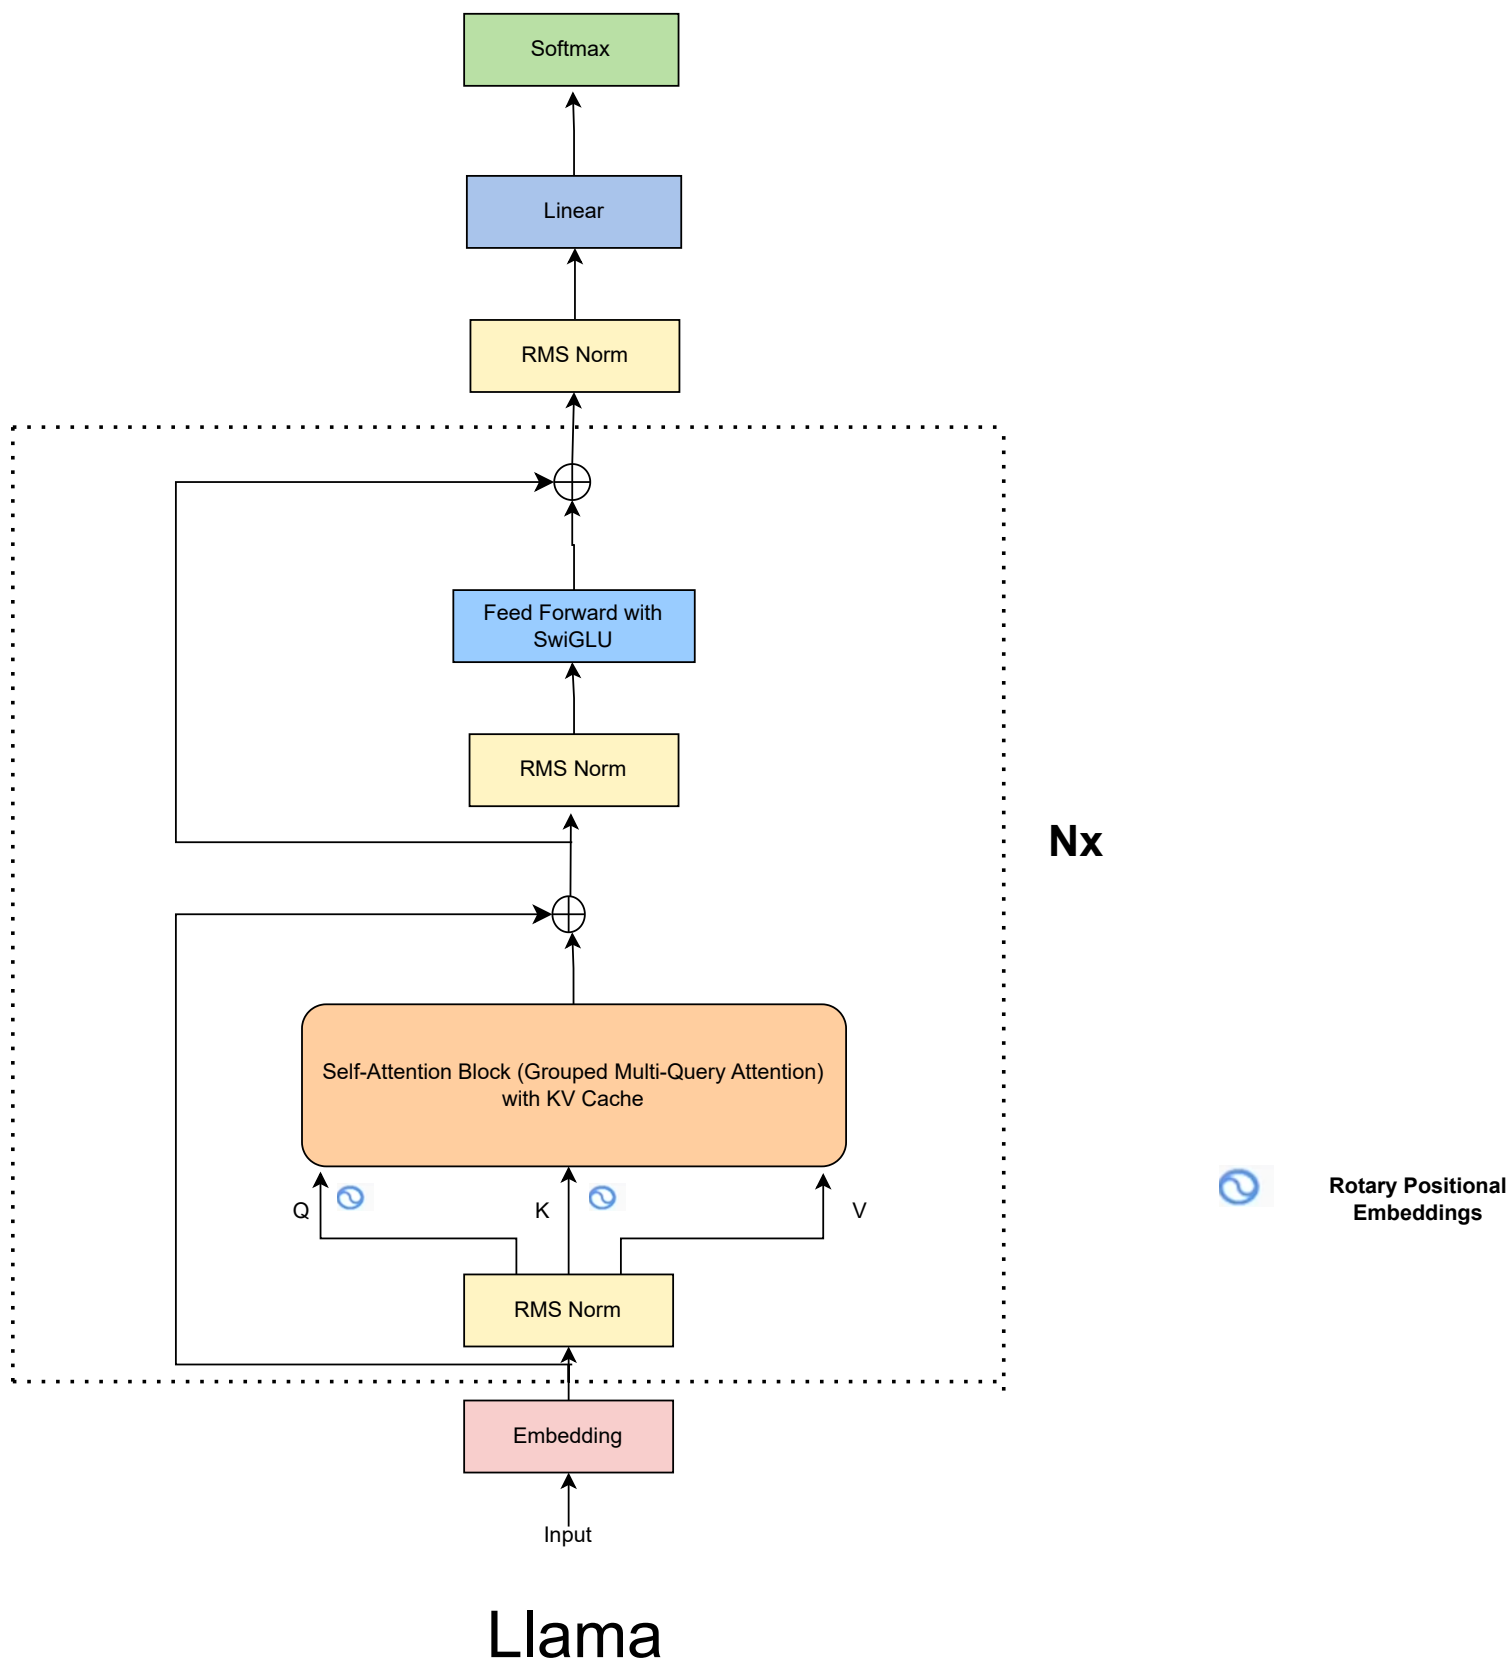 Softmax
Linear
RMS Norm
Feed Forward with
SwiGLU
RMS Norm
Nx
Self-Attention Block (Grouped Multi-Query Attention)
with KV Cache
Q
K
V
Rotary Positional
Embeddings
RMS Norm
Embedding
Input
Llama